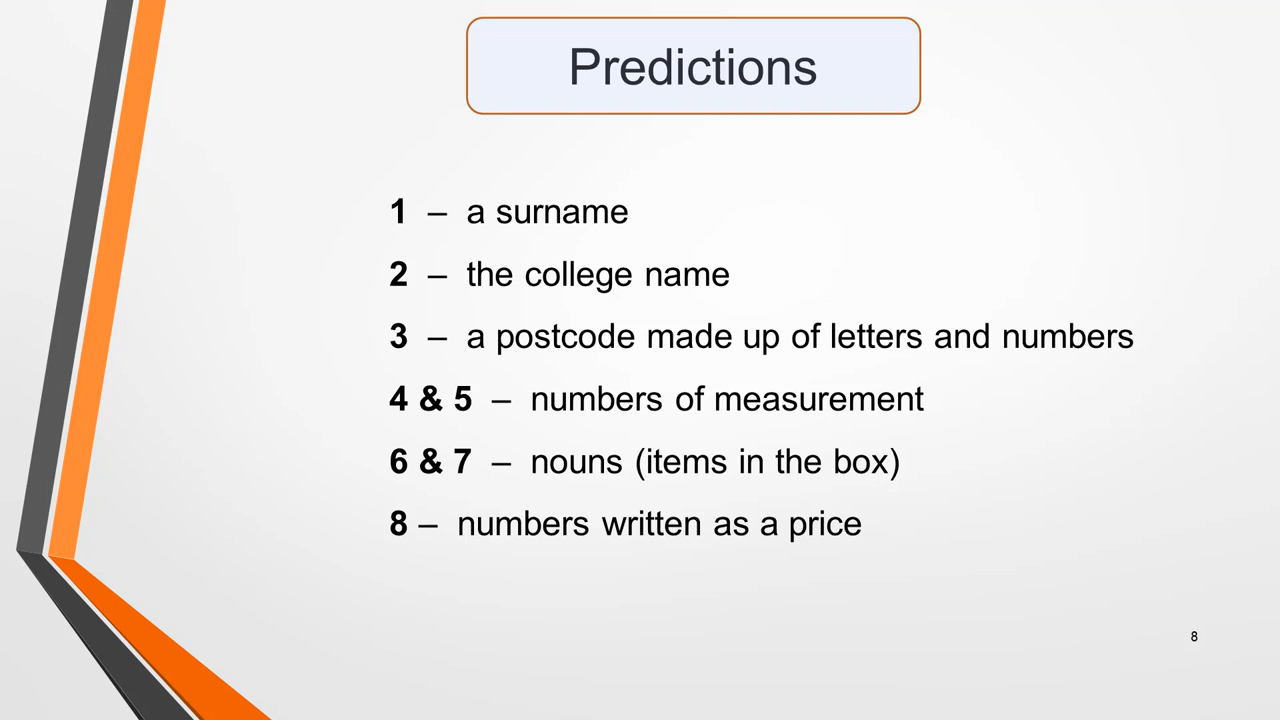 Predictions
1 – a surname
2 – the college name
3 – a postcode made up of letters and numbers
4 & 5 – numbers of measurement
6 & 7 – nouns (items in the box)
8 – numbers written as a price
8